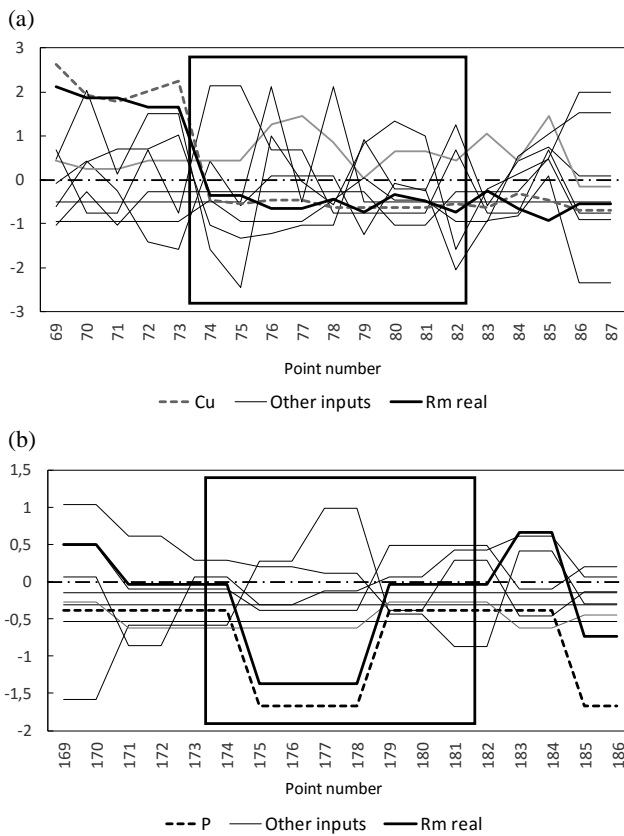 (a)
3
2
1
0
-1
-2
-3
69 70 71 72 73 74 75 76 77 78 79 80 81 82 83 84 85 86 87
Point number
Cu Other inputs Rm real
(b)
1,5
1
0,5
0
-0,5
-1
-1,5
-2
169 170 171 172 173 174 175 176 177 178 179 180 181 182 183 184 185 186
Point number
P Other inputs Rm real